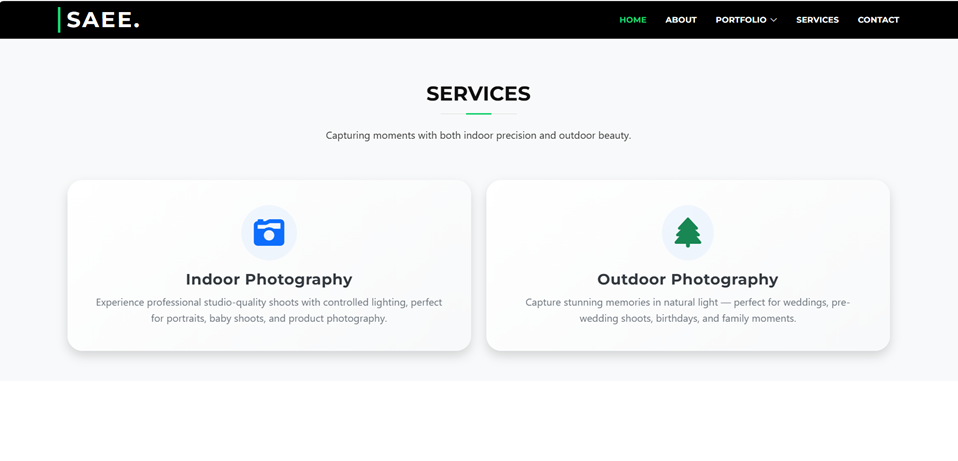 SAEE.
HOME ABOUT PORTFOLIO SERVICES CONTACT
SERVICES
Capturing moments with both indoor precision and outdoor beauty.
Indoor Photography
Experience professional studio-quality shoots with controlled lighting, perfect
for portraits, baby shoots, and product photography.
Outdoor Photography
Capture stunning memories in natural light — perfect for weddings, pre-
wedding shoots, birthdays, and family moments.